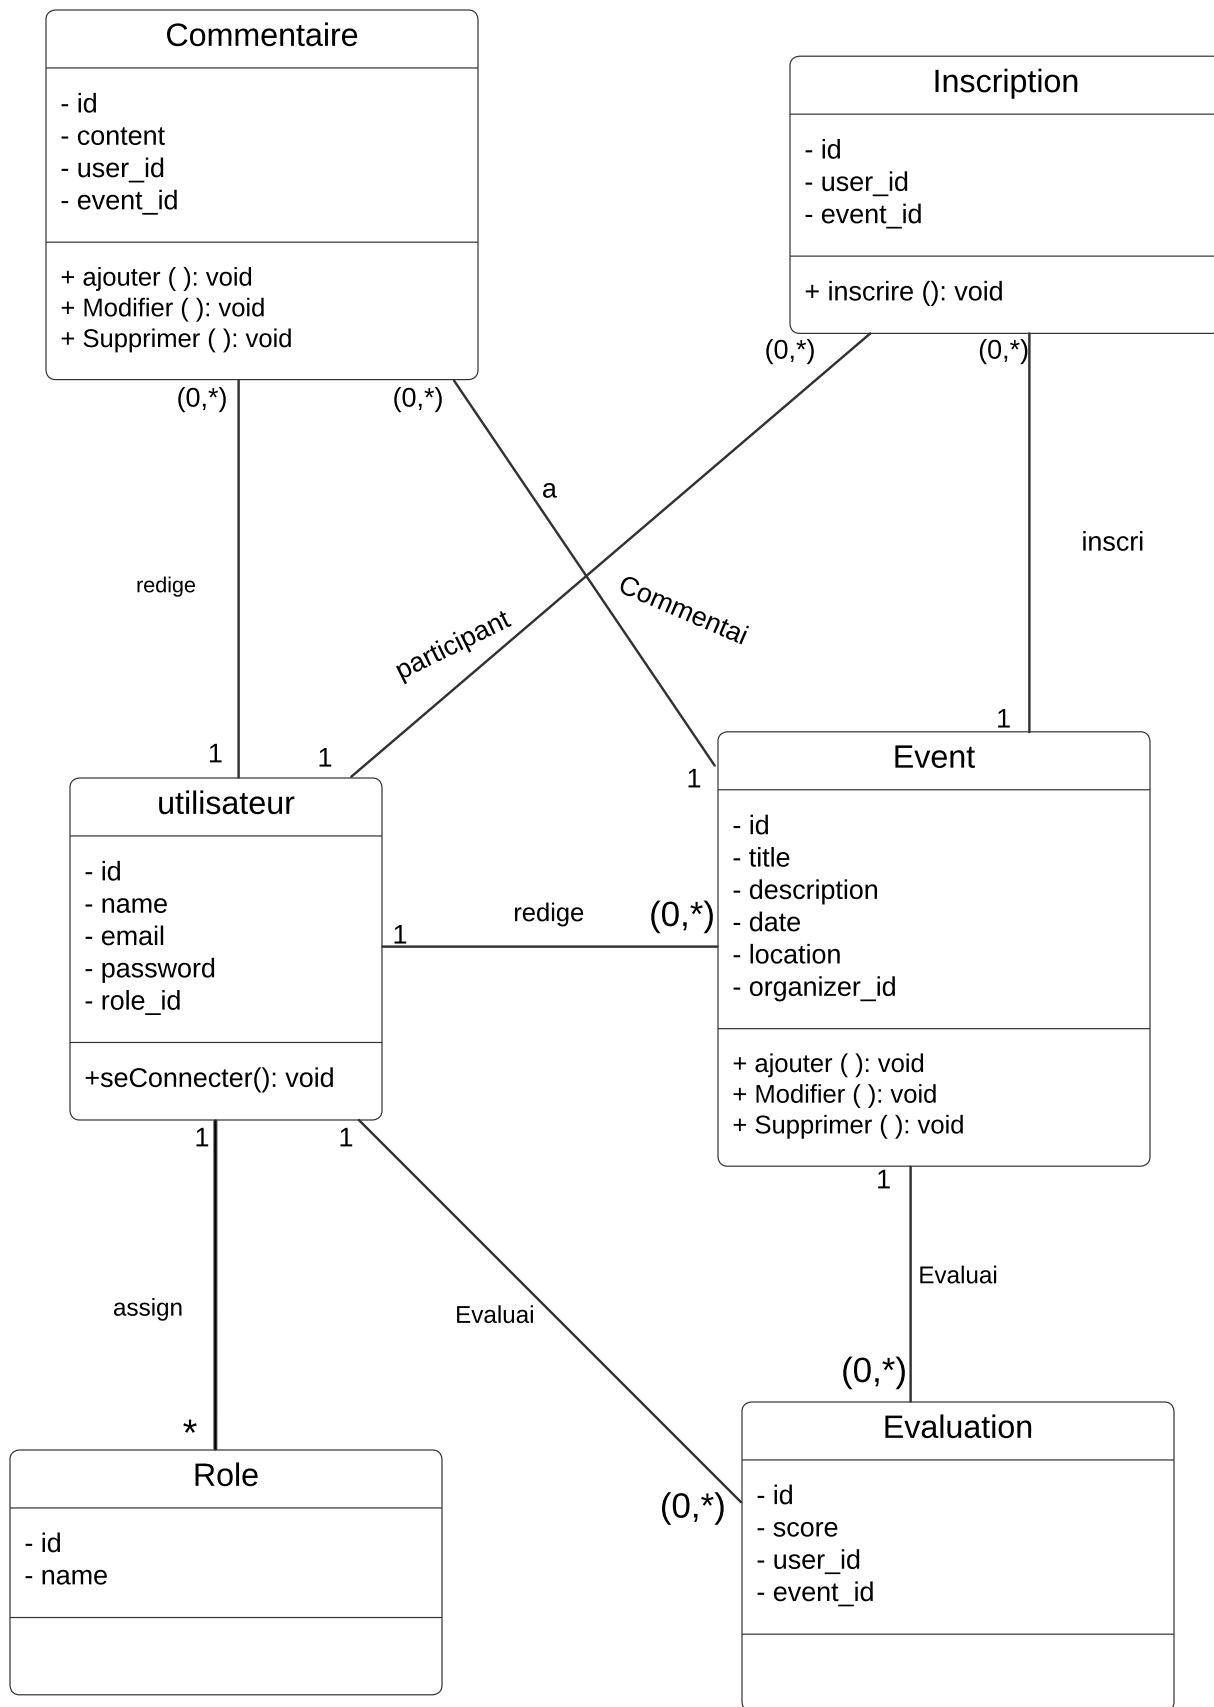 Commentaire
- id
- content
- user_id
- event_id
+ ajouter ( ): void
+ Modifier ( ): void
+ Supprimer ( ): void
Inscription
- id
- user_id
- event_id
+ inscrire (): void
(0,*)
(0,*)
(0,*)
(0,*)
a
inscri
redige
participant
Commentai
1
1
1
1
utilisateur
- id
- name
- email
- password
- role_id
+seConnecter(): void
redige
1
(0,*)
Event
- id
- title
- description
- date
- location
- organizer_id
+ ajouter ( ): void
+ Modifier ( ): void
+ Supprimer ( ): void
1
1
1
assign
Evaluai
Evaluai
*
(0,*)
(0,*)
Role
- id
- name
Evaluation
- id
- score
- user_id
- event_id